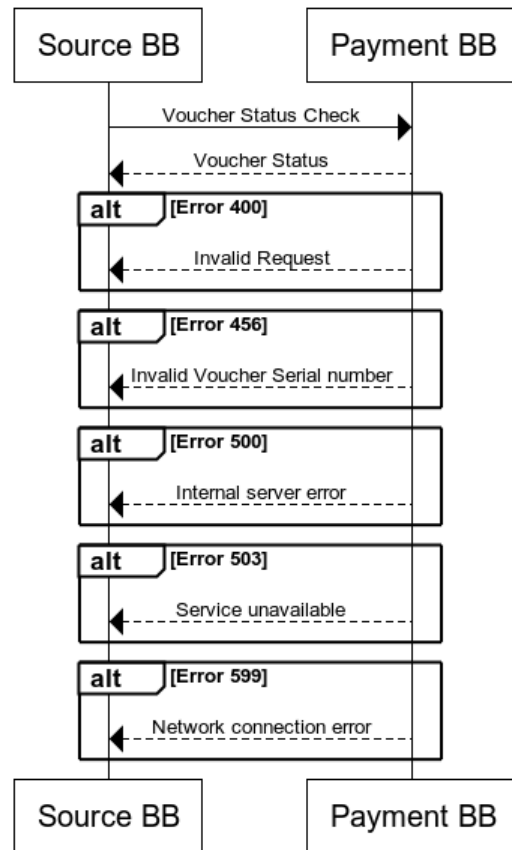 Source BB
Payment BB
Voucher Status Check
Voucher Status
alt [Error 400]
Invalid Request
alt [Error 456]
Invalid Voucher Serial number
alt [Error 500]
Internal server error
alt [Error 503]
Service unavailable
alt [Error 599]
Network connection error
Source BB
Payment BB